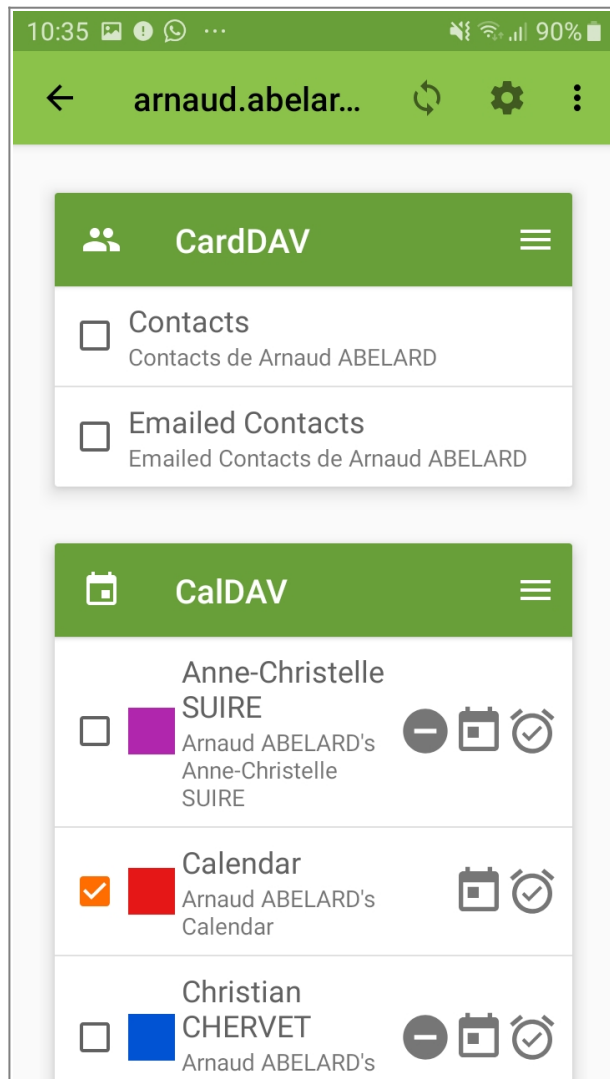 10:35 ... 90%
arnaud.abelar...
CardDAV
Contacts
Contacts de Arnaud ABELARD
Emailed Contacts
Emailed Contacts de Arnaud ABELARD
CalDAV
Anne-Christelle
SUIRE
Arnaud ABELARD's
Anne-Christelle
SUIRE
Calendar
Arnaud ABELARD's
Calendar
Christian
CHERVET
Arnaud ABELARD's